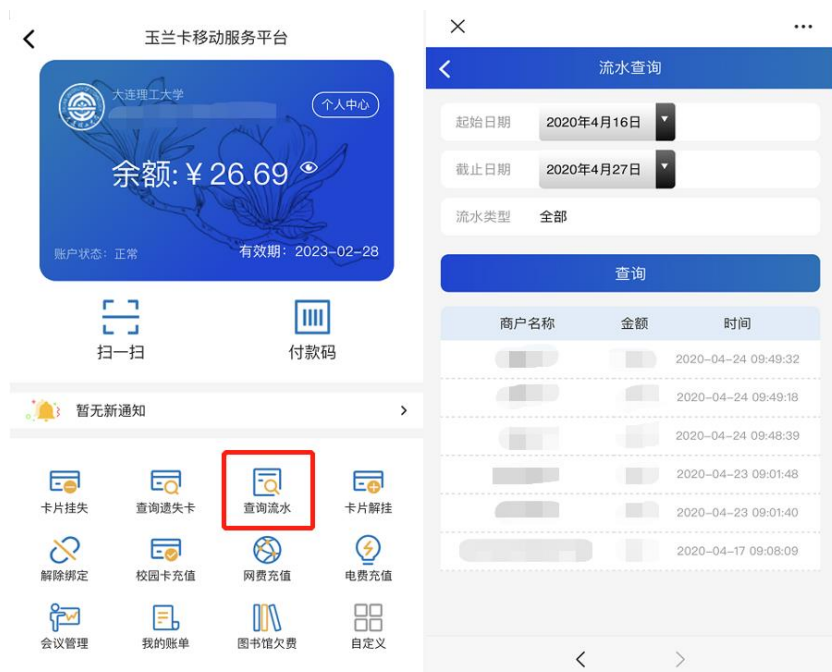 玉兰卡移动服务平台
大连理工大学
个人中心
余额:¥ 26.69
账户状态: 正常
有效期: 2023-02-28
扫一扫
付款码
暂无新通知
卡片挂失
查询遗失卡
查询流水
卡片解挂
解除绑定
校园卡充值
网费充值
电费充值
会议管理
我的账单
图书馆欠费
自定义
流水查询
起始日期 2020年4月16日
截止日期 2020年4月27日
流水类型 全部
查询
商户名称 金额 时间
2020-04-24 09:49:32
2020-04-24 09:49:18
2020-04-24 09:48:39
2020-04-23 09:01:48
2020-04-23 09:01:40
2020-04-17 09:08:09